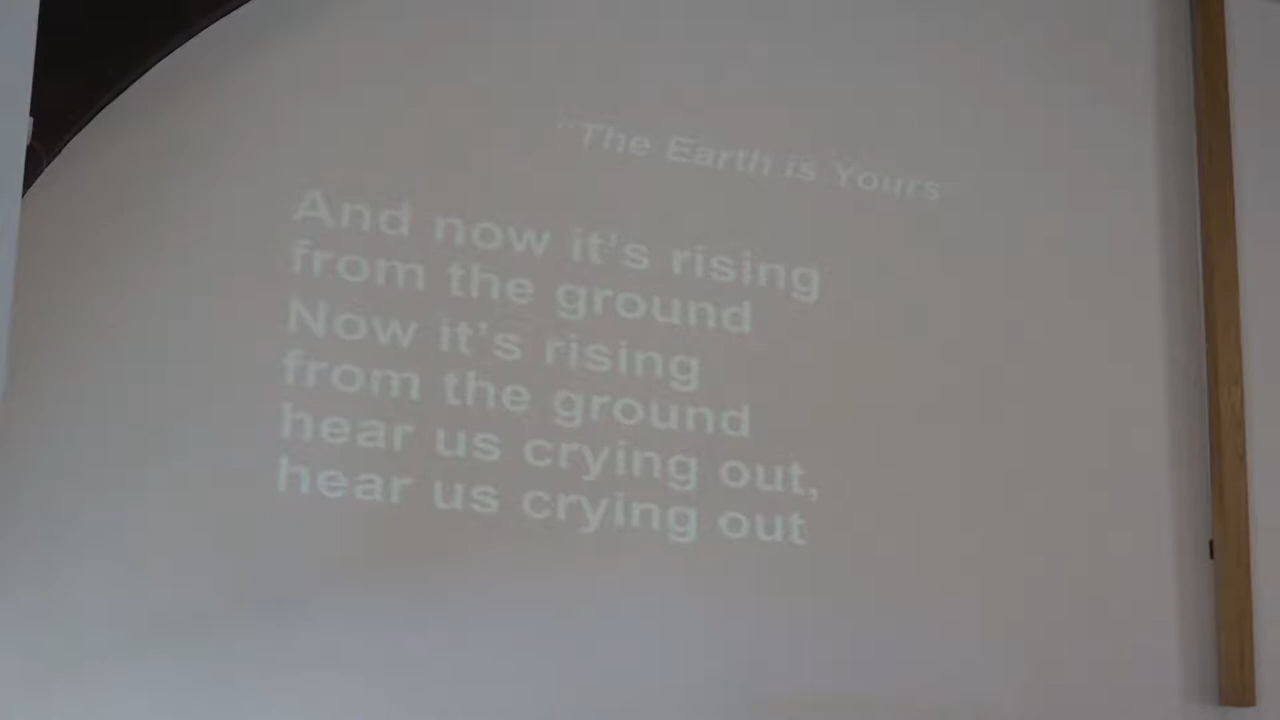 "The Earth is Yours
And now it's rising
from the ground
Now it's rising
from the ground
hear us crying out,
hear us crying out